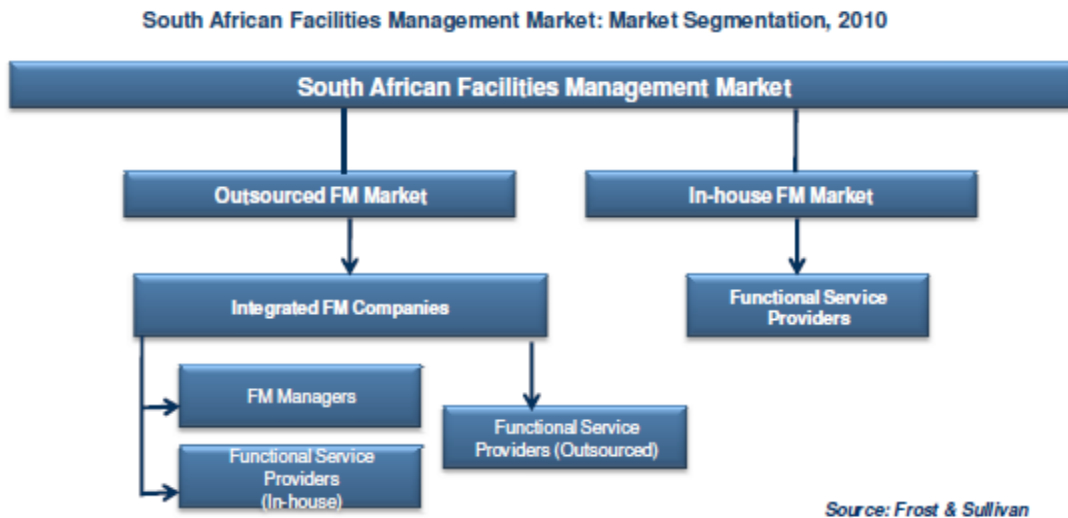 South African Facilities Management Market: Market Segmentation, 2010
South African Facilities Management Market
Outsourced FM Market
In-house FM Market
Integrated FM Companies
Functional Service
Providers
FM Managers
Functional Service
Providers (Outsourced)
Functional Service
Providers
(In-house)
Source: Frost & Sullivan